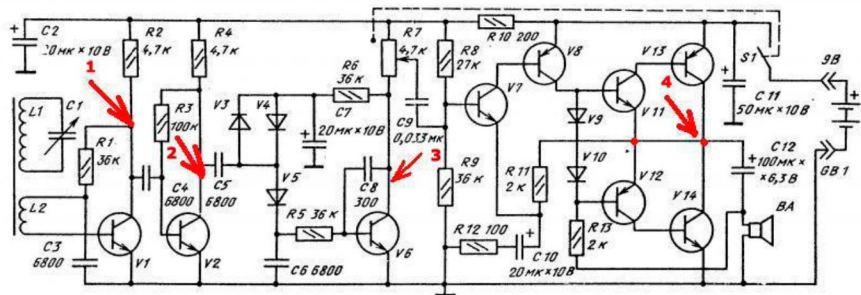 C2
20мк×10В
R2
4,7к
R4
4,7к
R6
36к
R7
4,7к
R8
27к
R10 200
V8
V13
S1
9В
1
L1
C1
R1
36к
R3
100к
2
V3
V4
C7
20мк×10В
C9
0,033мк
V7
V9
V11
4
C11
50мк×10В
GB1
C4
6800
C5
6800
V5
C8
300
3
R9
36к
R11
2к
V10
V12
C12
100мк×
×6,3В
L2
C3
6800
V1
V2
R5 36к
C6 6800
V6
R12 100
C10
20мк×10В
R13
2к
V14
BA